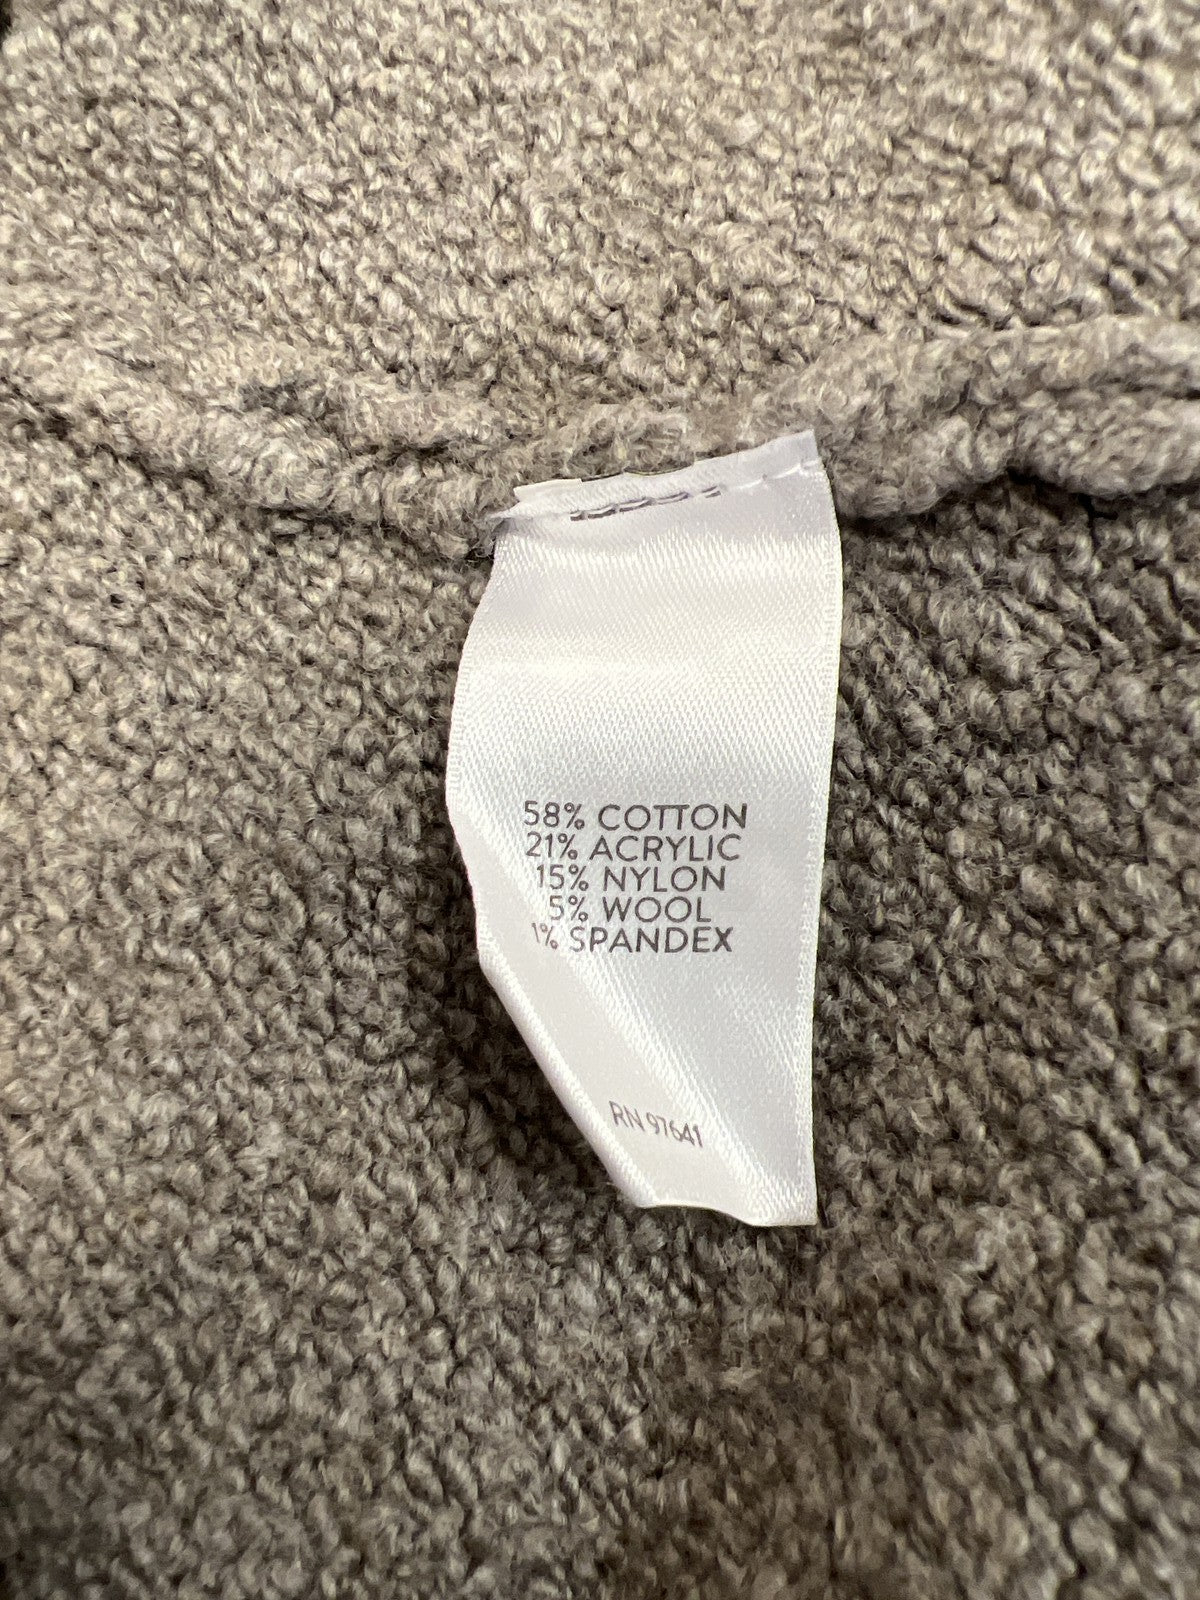 58% COTTON
21% ACRYLIC
15% NYLON
5% WOOL
1% SPANDEX
RN 97641